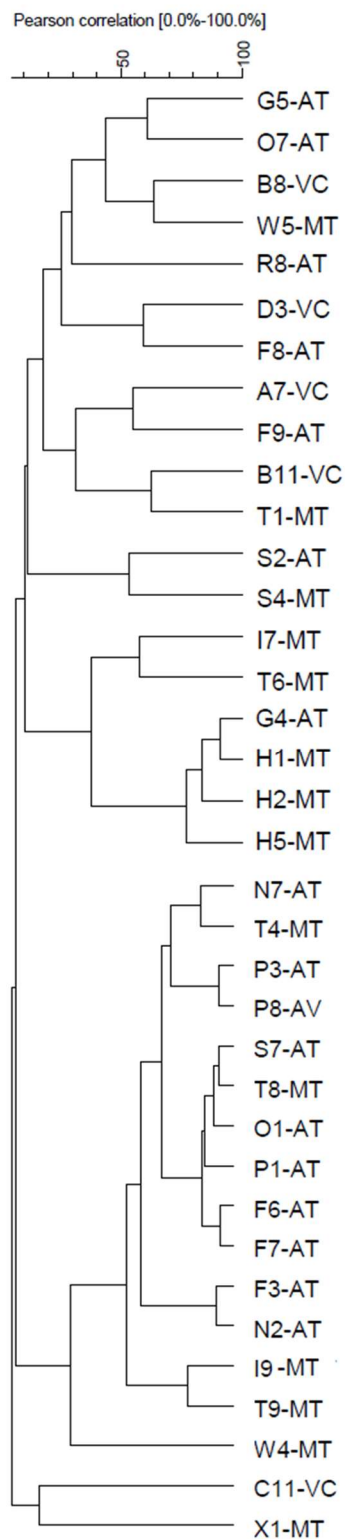 Pearson correlation [0.0%-100.0%]
50
100
G5-AT
O7-AT
B8-VC
W5-MT
R8-AT
D3-VC
F8-AT
A7-VC
F9-AT
B11-VC
T1-MT
S2-AT
S4-MT
I7-MT
T6-MT
G4-AT
H1-MT
H2-MT
H5-MT
N7-AT
T4-MT
P3-AT
P8-AV
S7-AT
T8-MT
O1-AT
P1-AT
F6-AT
F7-AT
F3-AT
N2-AT
I9-MT
T9-MT
W4-MT
C11-VC
X1-MT